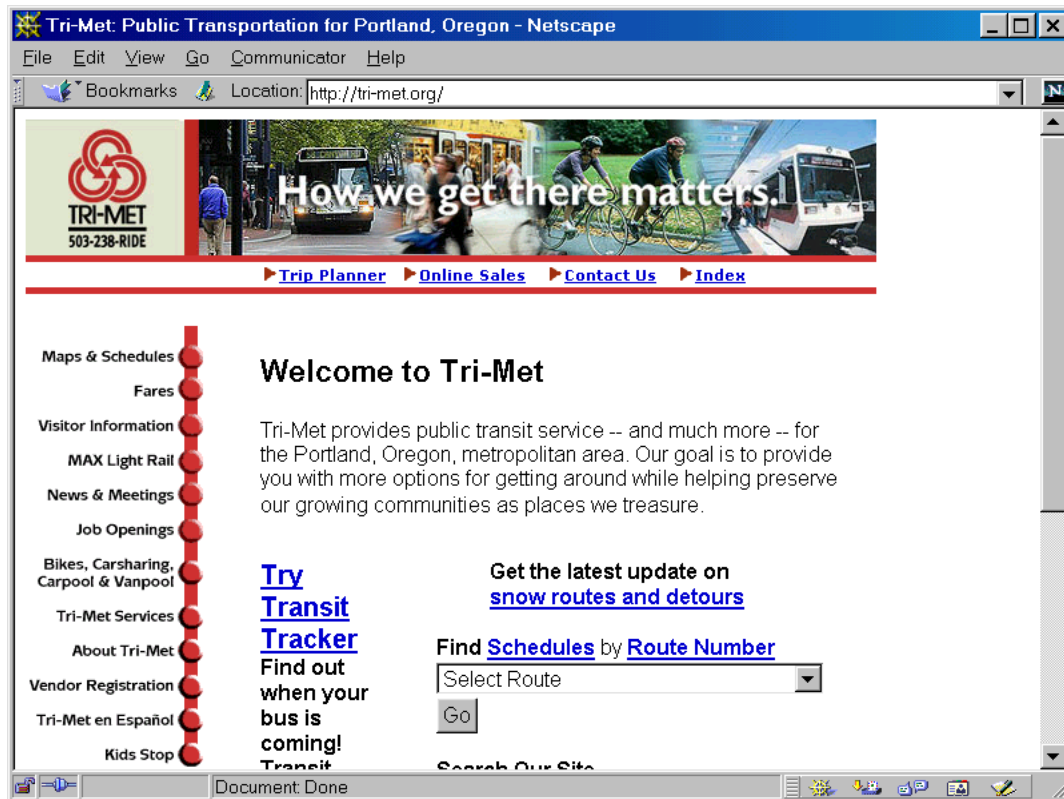 Tri-Met: Public Transportation for Portland, Oregon - Netscape
File Edit View Go Communicator Help
Bookmarks Location: http://tri-met.org/
N
TRI-MET
503-238-RIDE
How we get there matters.
Trip Planner Online Sales Contact Us Index
Maps & Schedules
Fares
Visitor Information
MAX Light Rail
News & Meetings
Job Openings
Bikes, Carsharing,
Carpool & Vanpool
Tri-Met Services
About Tri-Met
Vendor Registration
Tri-Met en Español
Kids Stop
Welcome to Tri-Met
Tri-Met provides public transit service -- and much more -- for
the Portland, Oregon, metropolitan area. Our goal is to provide
you with more options for getting around while helping preserve
our growing communities as places we treasure.
Try
Transit
Tracker
Find out
when your
bus is
coming!
Transit
Get the latest update on
snow routes and detours
Find Schedules by Route Number
Select Route
Go
Search Our Site
Document: Done